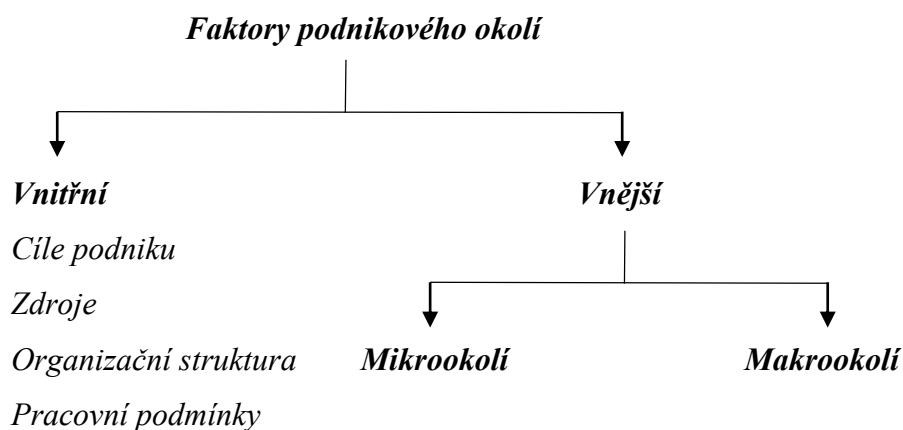 Faktory podnikového okolí
Vnitřní
Vnější
Cíle podniku
Zdroje
Organizační struktura
Mikrookolí
Makrookolí
Pracovní podmínky